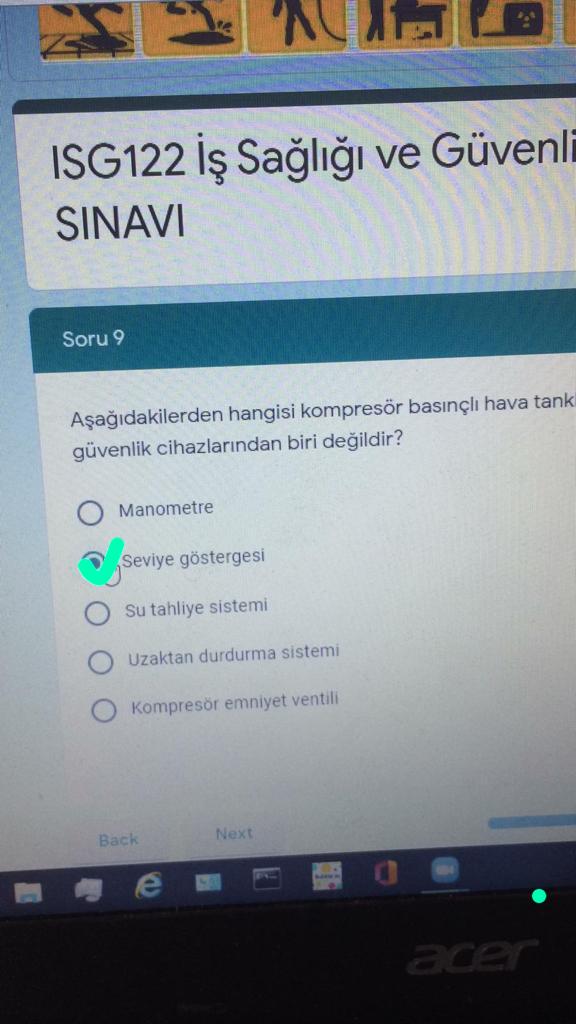 ISG122 İş Sağlığı ve Güvenli
SINAVI
Soru 9
Aşağıdakilerden hangisi kompresör basınçlı hava tankl
güvenlik cihazlarından biri değildir?
Manometre
Seviye göstergesi
Su tahliye sistemi
Uzaktan durdurma sistemi
Kompresör emniyet ventili
Back
Next
acer